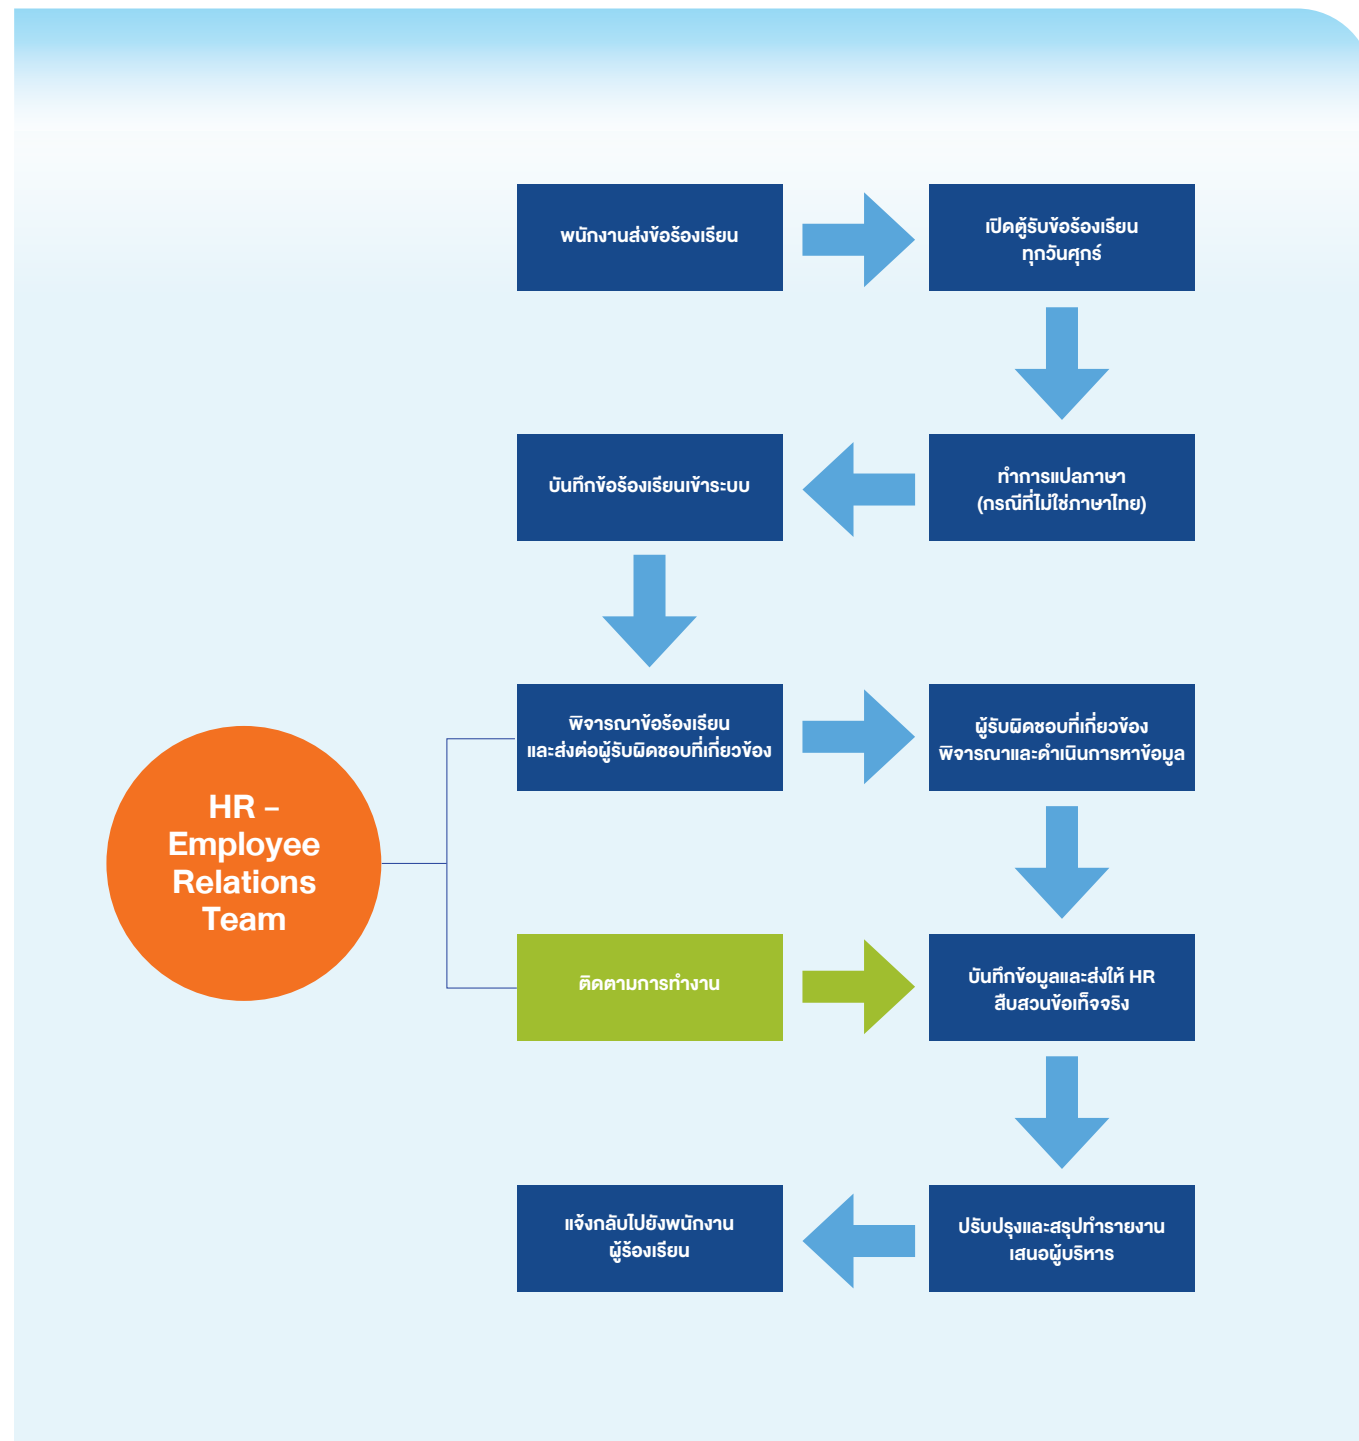 พนักงานส่งข้อร้องเรียน
เปิดตู้รับข้อร้องเรียน
ทุกวันศุกร์
ทำการแปลภาษา
(กรณีที่ไม่ใช่ภาษาไทย)
บันทึกข้อร้องเรียนเข้าระบบ
พิจารณาข้อร้องเรียน
และส่งต่อผู้รับผิดชอบที่เกี่ยวข้อง
ผู้รับผิดชอบที่เกี่ยวข้อง
พิจารณาและดำเนินการหาข้อมูล
HR –
Employee
Relations
Team
ติดตามการทำงาน
บันทึกข้อมูลและส่งให้ HR
สืบสวนข้อเท็จจริง
ปรับปรุงและสรุปทำรายงาน
เสนอผู้บริหาร
แจ้งกลับไปยังพนักงาน
ผู้ร้องเรียน